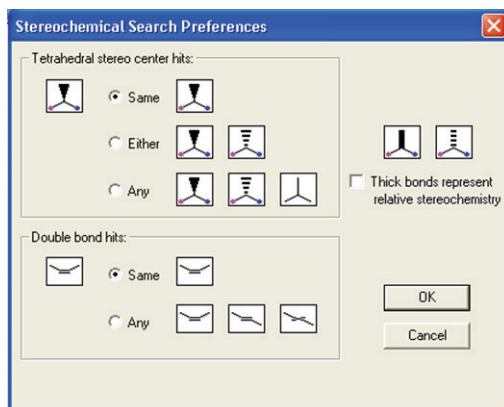 Stereochemical Search Preferences
Tetrahedral stereo center hits:
Same
Either
Any
Thick bonds represent
relative stereochemistry
Double bond hits:
Same
Any
OK
Cancel